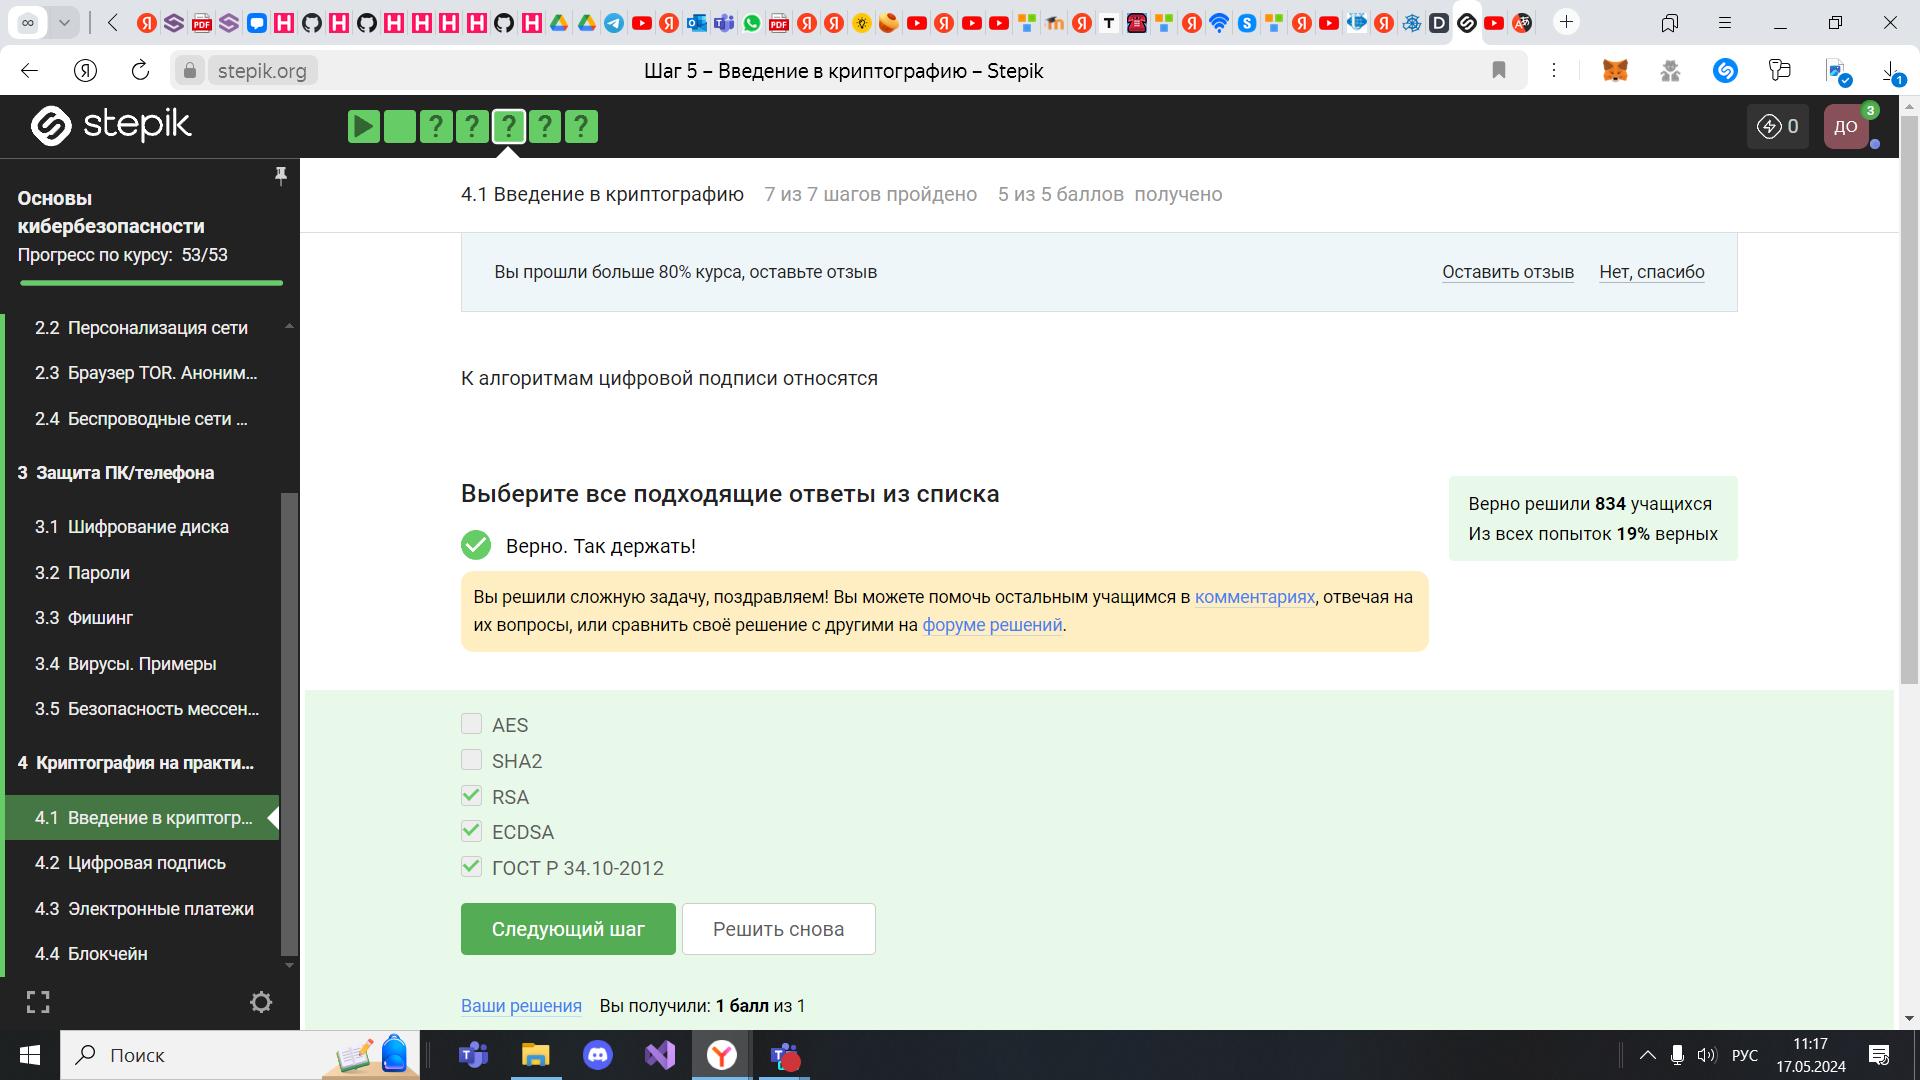 stepik.org
Шаг 5 – Введение в криптографию – Stepik
1
stepik
? ? ? ? ?
0
ДО
3
Основы
кибербезопасности
Прогресс по курсу: 53/53
4.1 Введение в криптографию 7 из 7 шагов пройдено 5 из 5 баллов получено
Вы прошли больше 80% курса, оставьте отзыв
Оставить отзыв
Нет, спасибо
2.2 Персонализация сети
2.3 Браузер TOR. Аноним...
2.4 Беспроводные сети ...
3 Защита ПК/телефона
3.1 Шифрование диска
3.2 Пароли
3.3 Фишинг
3.4 Вирусы. Примеры
3.5 Безопасность мессен...
4 Криптография на практи...
4.1 Введение в криптогр...
4.2 Цифровая подпись
4.3 Электронные платежи
4.4 Блокчейн
К алгоритмам цифровой подписи относятся
Выберите все подходящие ответы из списка
Верно решили 834 учащихся
Из всех попыток 19% верных
Верно. Так держать!
Вы решили сложную задачу, поздравляем! Вы можете помочь остальным учащимся в комментариях, отвечая на
их вопросы, или сравнить своё решение с другими на форуме решений.
AES
SHA2
RSA
ECDSA
ГОСТ Р 34.10-2012
Следующий шаг
Решить снова
Ваши решения Вы получили: 1 балл из 1
Поиск
РУС
11:17
17.05.2024